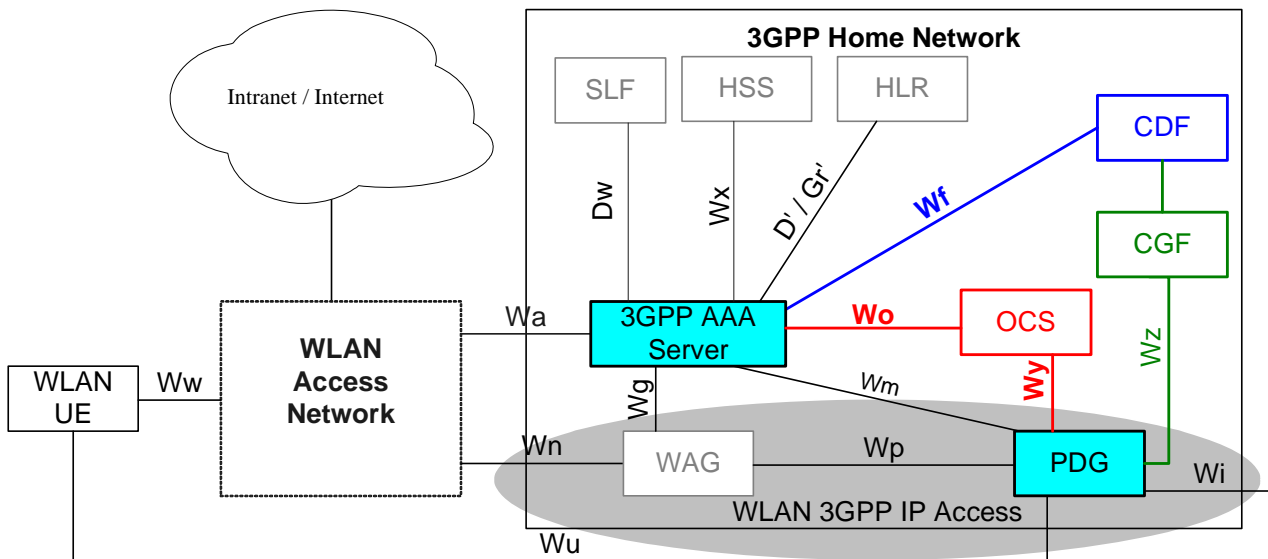 3GPP Home Network
Intranet / Internet
SLF
HSS
HLR
CDF
Dw
Wx
D' / Gr'
Wf
CGF
Wa
3GPP AAA
Server
Wo
OCS
Wz
WLAN
Access
Network
WLAN
UE
Ww
Wg
Wm
Wy
Wn
WAG
Wp
PDG
Wi
WLAN 3GPP IP Access
Wu